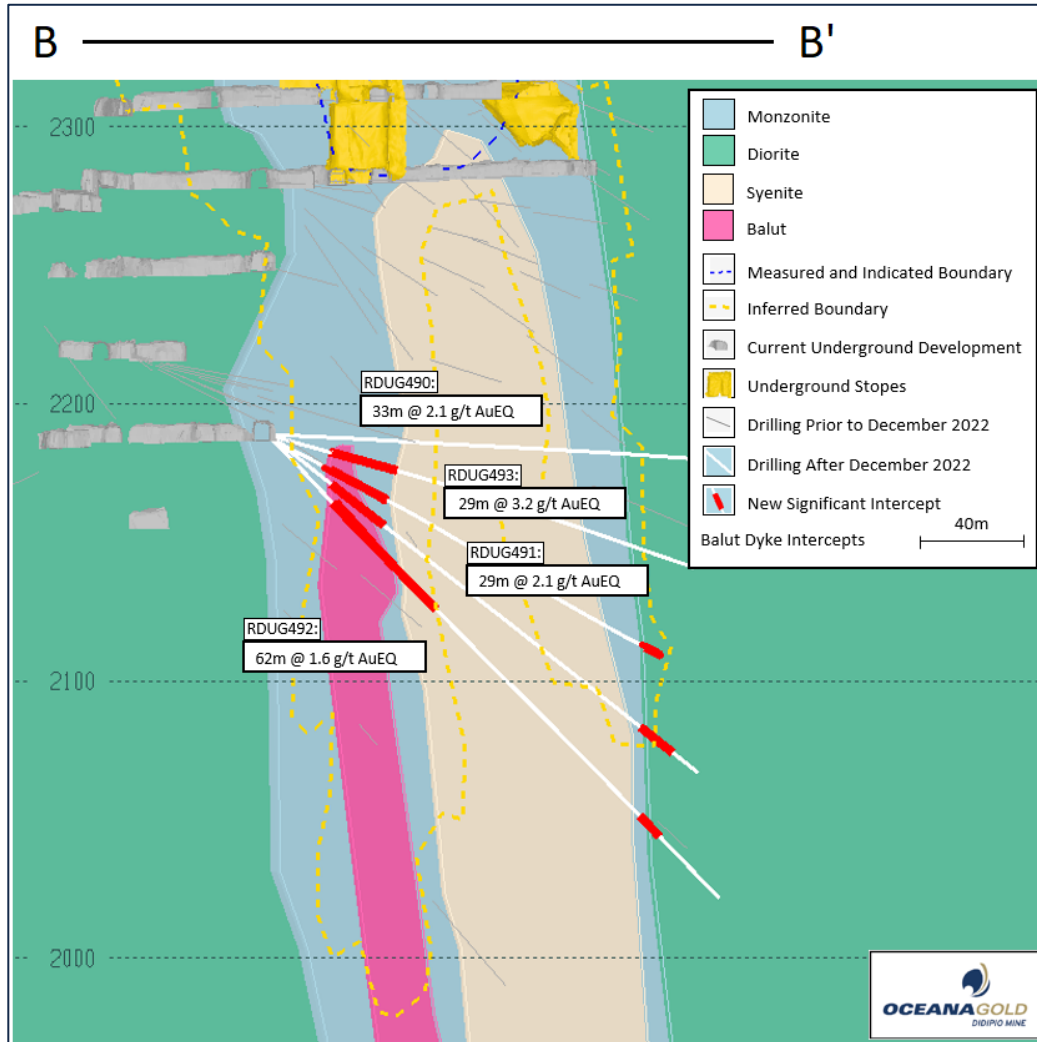 B B'
2300
2200
2100
2000
Monzonite
Diorite
Syenite
Balut
Measured and Indicated Boundary
Inferred Boundary
Current Underground Development
Underground Stopes
Drilling Prior to December 2022
Drilling After December 2022
New Significant Intercept
Balut Dyke Intercepts
40m
RDUG490:
33m @ 2.1 g/t AuEQ
RDUG493:
29m @ 3.2 g/t AuEQ
RDUG491:
29m @ 2.1 g/t AuEQ
RDUG492:
62m @ 1.6 g/t AuEQ
OCEANAGOLD
DIDIPIO MINE